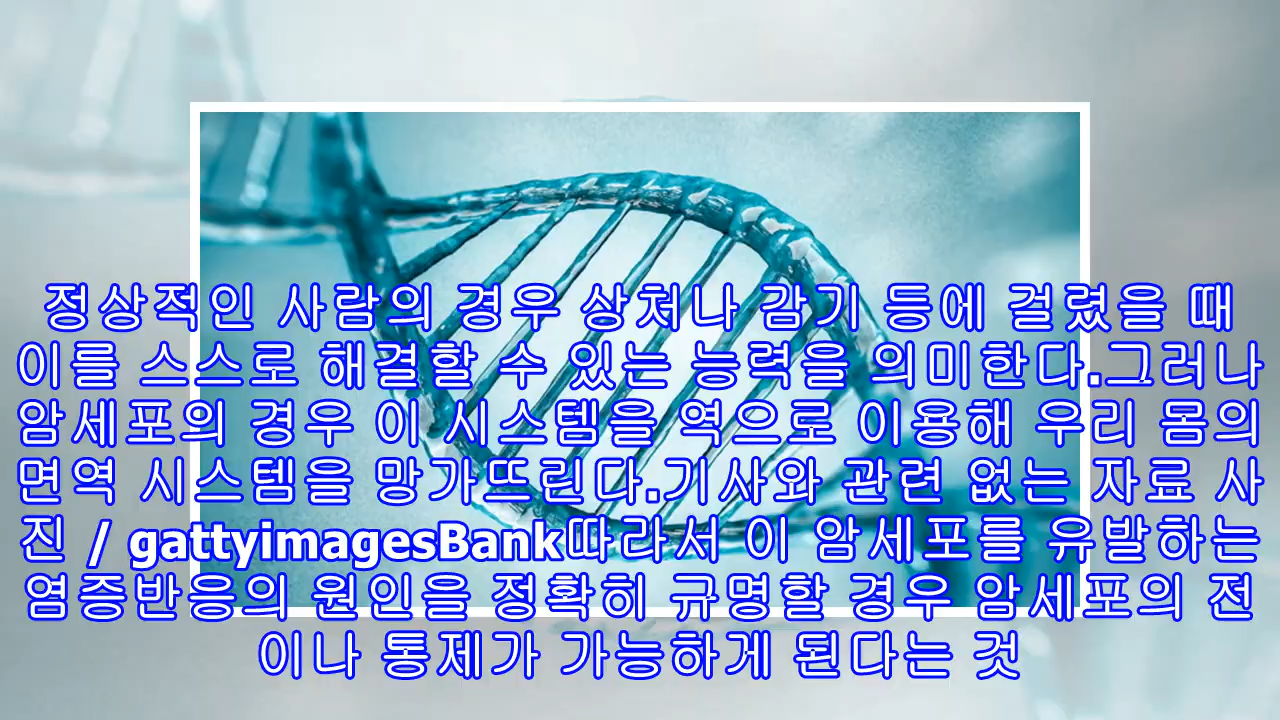 정상적인 사람의 경우 상처나 감기 등에 걸렸을 때
이를 스스로 해결할 수 있는 능력을 의미한다.그러나
암세포의 경우 이 시스템을 역으로 이용해 우리 몸의
면역 시스템을 망가뜨린다.기사와 관련 없는 자료 사
진 / gattyimagesBank따라서 이 암세포를 유발하는
염증반응의 원인을 정확히 규명할 경우 암세포의 전
이나 통제가 가능하게 된다는 것